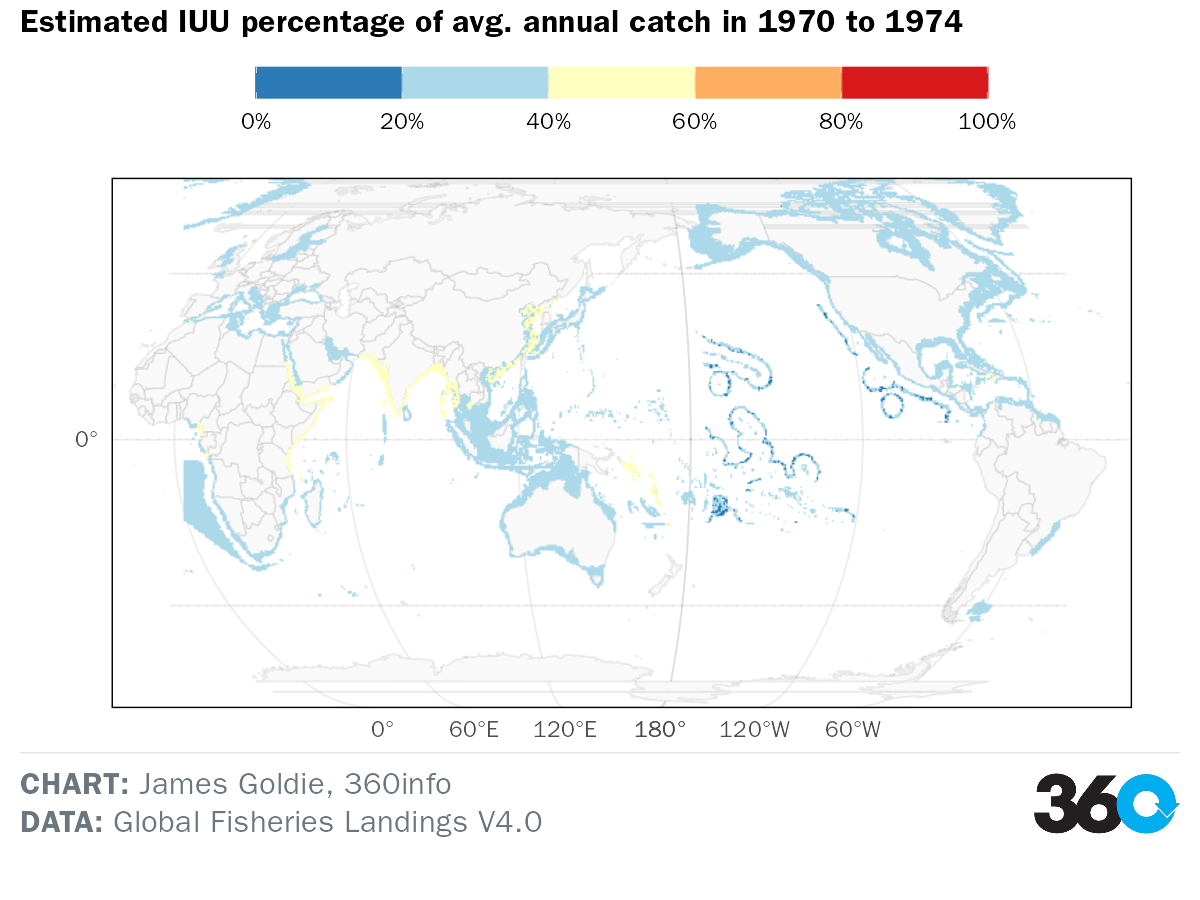 Estimated IUU percentage of avg. annual catch in 1970 to 1974
0% 20% 40% 60% 80% 100%
0°
0° 60°E 120°E 180° 120°W 60°W
CHART: James Goldie, 360info
DATA: Global Fisheries Landings V4.0
360